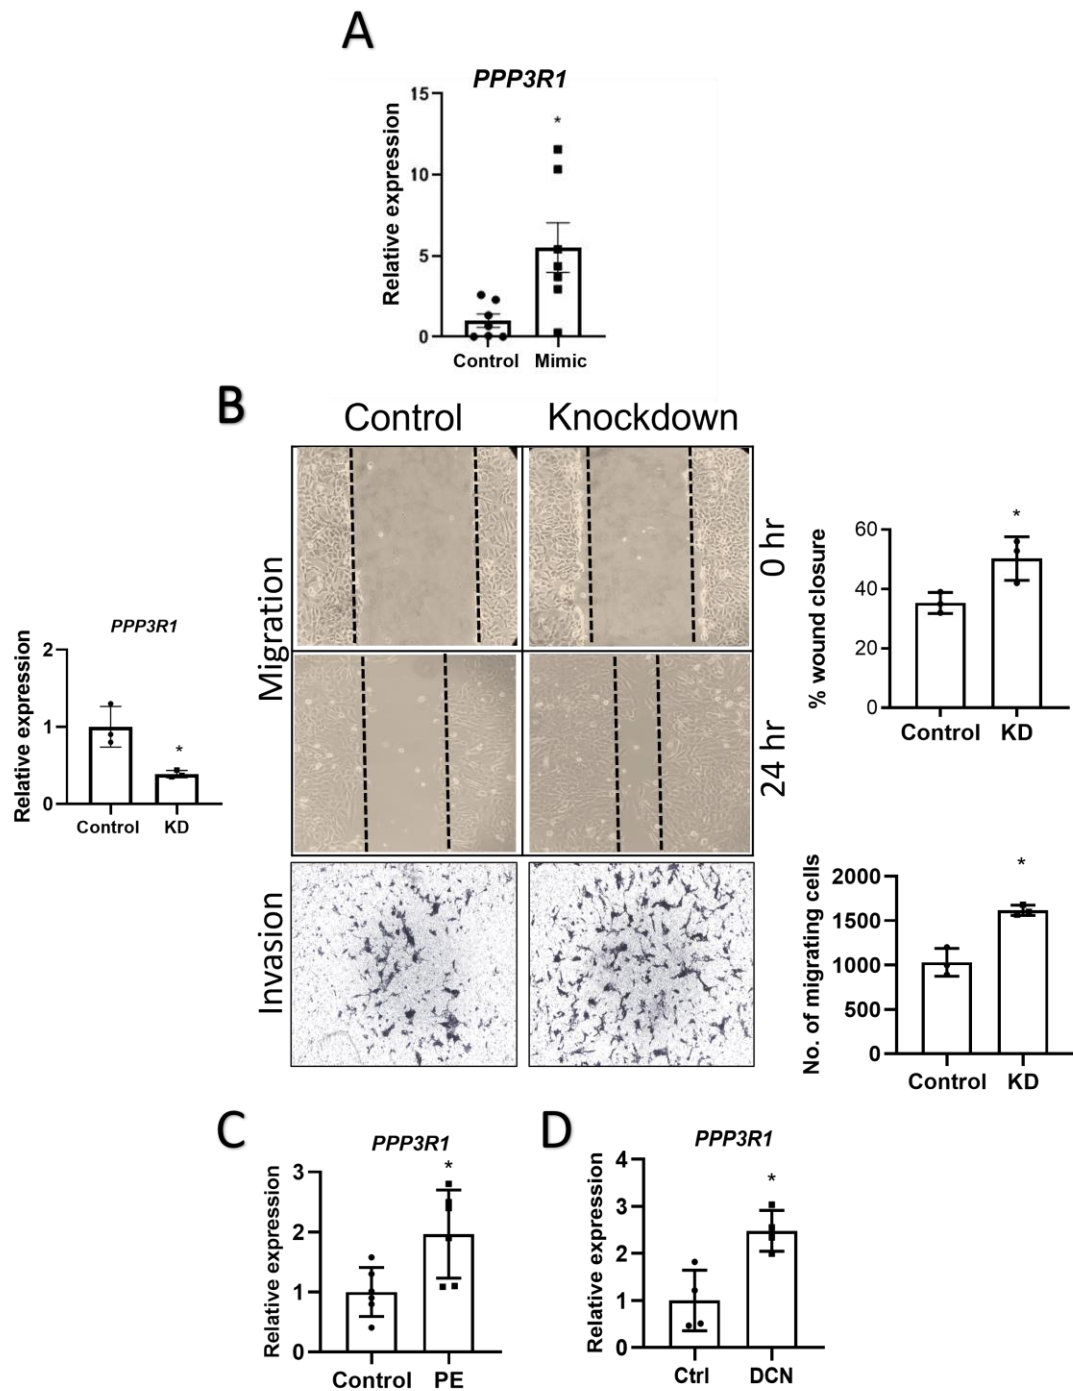 A
PPP3R1
Relative expression
15
10
5
0
*
Control Mimic
B
Control Knockdown
Migration
0 hr
24 hr
Invasion
PPP3R1
Relative expression
2
1
0
*
Control KD
% wound closure
60
40
20
0
*
Control KD
No. of migrating cells
2000
1500
1000
500
0
*
Control KD
C
PPP3R1
Relative expression
3
2
1
0
*
Control PE
D
PPP3R1
Relative expression
4
3
2
1
0
*
Ctrl DCN